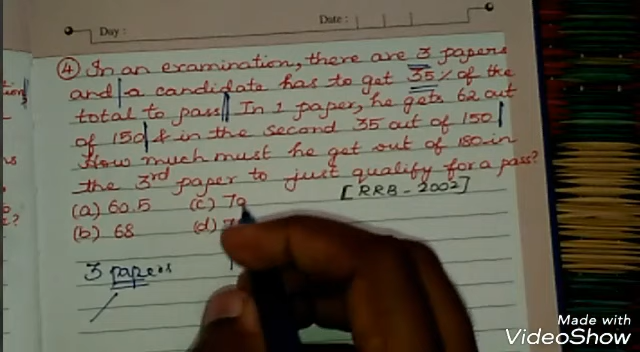 Day :
Date :
④ In an examination, there are 3 papers
and a candidate has to get 35% of the
total to pass. In 1 paper, he gets 62 out
of 150 & in the second 35 out of 150.
How much must he get out of 180 in
the 3rd paper to just qualify for a pass?
[RRB - 2002]
(a) 60.5 (c) 70
(b) 68 (d)
3 papers
Made with
VideoShow